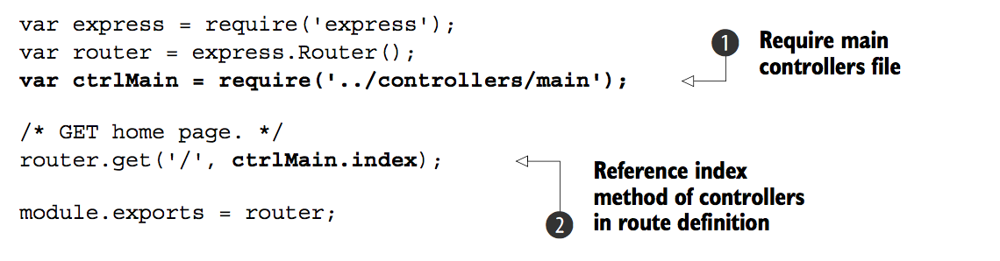 var express = require('express');
var router = express.Router();
var ctrlMain = require('../controllers/main');
1 Require main
controllers file
/* GET home page. */
router.get('/', ctrlMain.index);
module.exports = router;
2 Reference index
method of controllers
in route definition